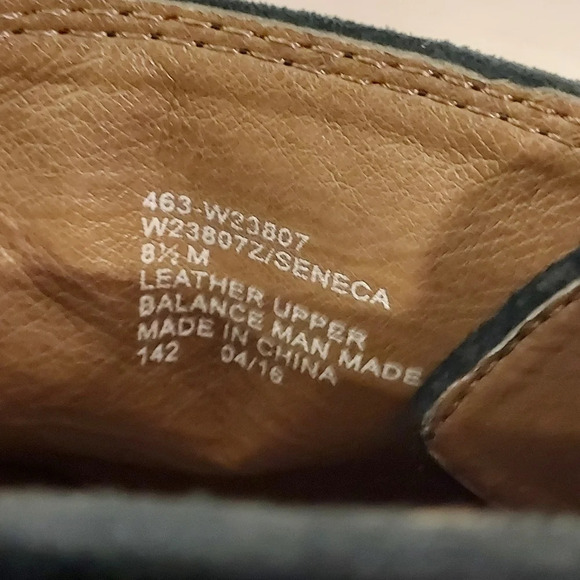 463-W23807
W23807Z/SENECA
8½ M
LEATHER UPPER
BALANCE MAN MADE
MADE IN CHINA
142 04/16